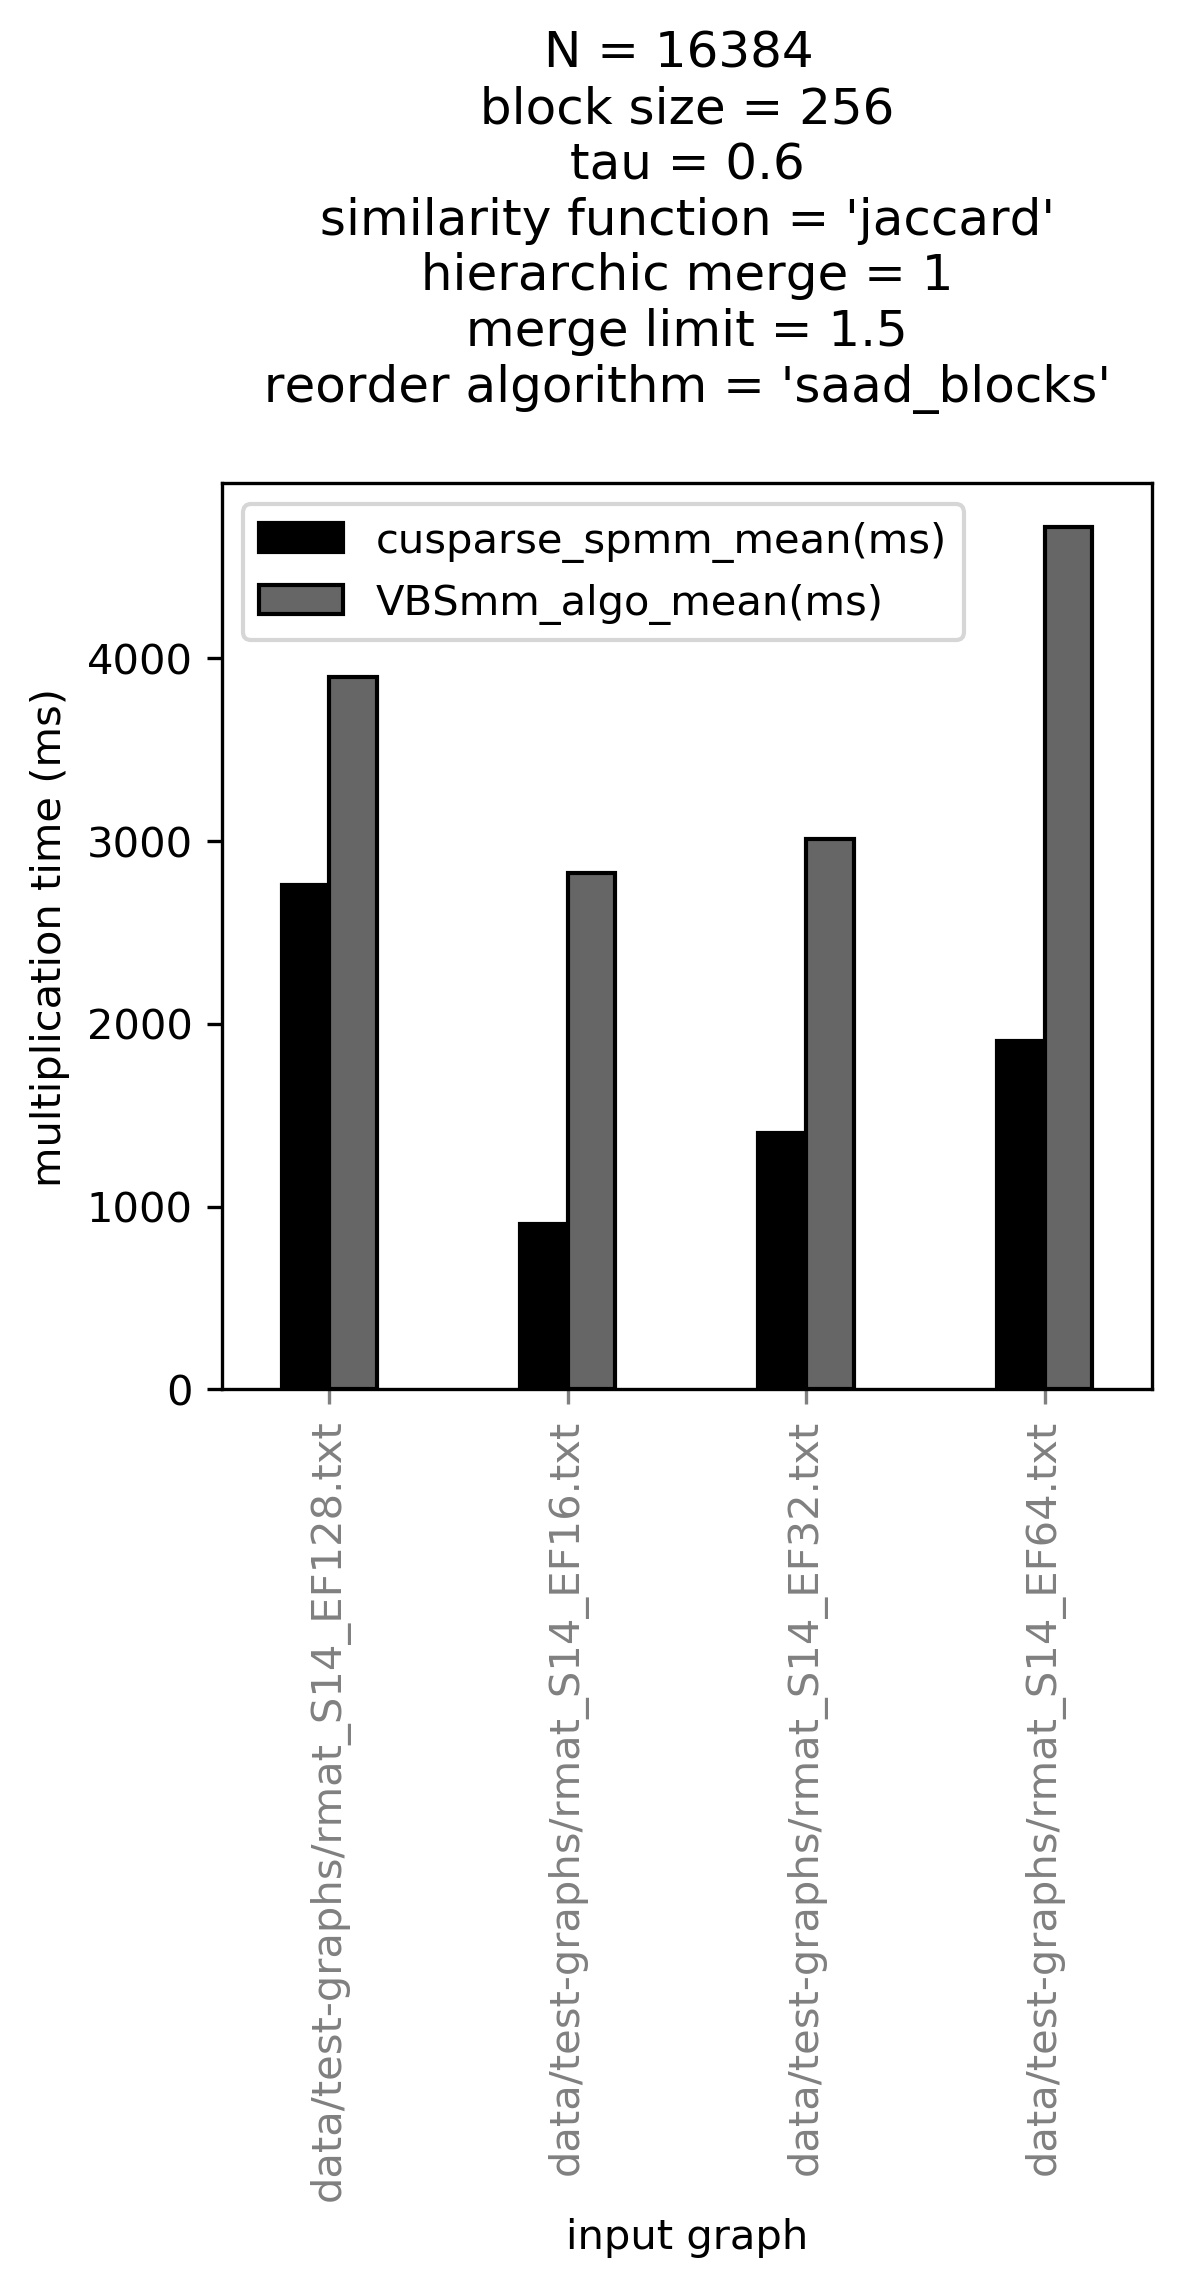 N = 16384
block size = 256
tau = 0.6
similarity function = 'jaccard'
hierarchic merge = 1
merge limit = 1.5
reorder algorithm = 'saad_blocks'
cusparse_spmm_mean(ms)
VBSmm_algo_mean(ms)
multiplication time (ms)
4000
3000
2000
1000
0
data/test-graphs/rmat_S14_EF128.txt
data/test-graphs/rmat_S14_EF16.txt
data/test-graphs/rmat_S14_EF32.txt
data/test-graphs/rmat_S14_EF64.txt
input graph